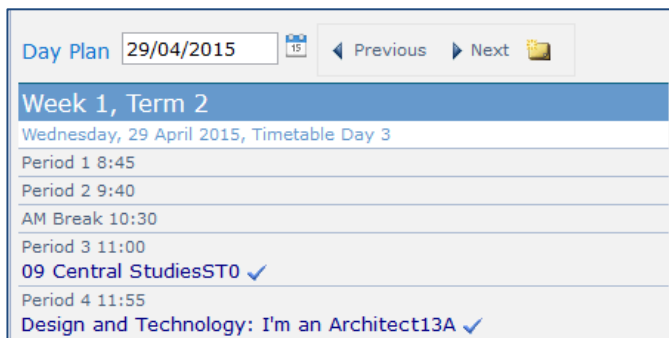 Day Plan 29/04/2015 15 Previous Next
Week 1, Term 2
Wednesday, 29 April 2015, Timetable Day 3
Period 1 8:45
Period 2 9:40
AM Break 10:30
Period 3 11:00
09 Central StudiesST0
Period 4 11:55
Design and Technology: I'm an Architect13A